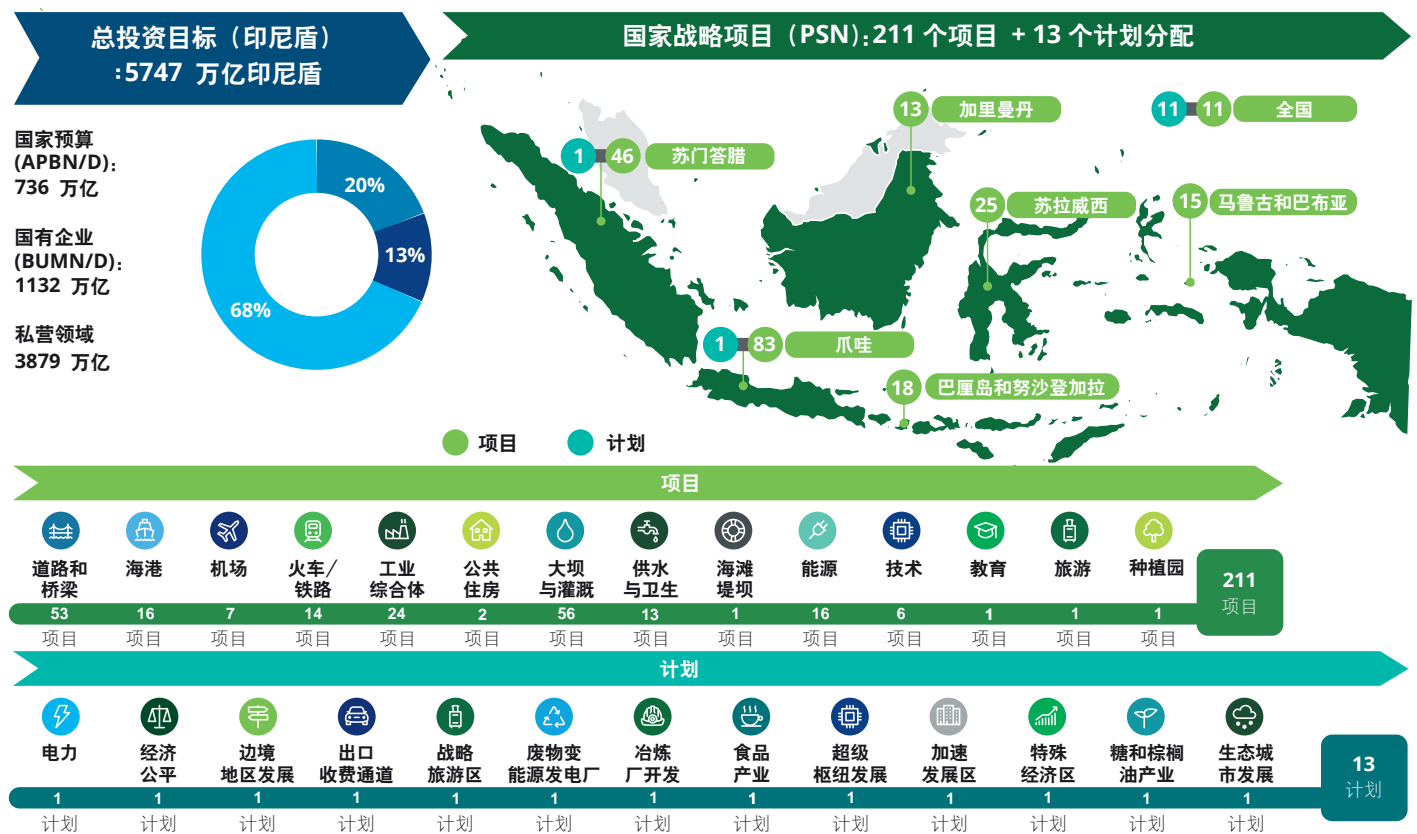 总投资目标（印尼盾）
:5747 万亿印尼盾
国家战略项目（PSN):211 个项目 + 13 个计划分配
国家预算
(APBN/D):
736 万亿
国有企业
(BUMN/D):
1132 万亿
私营领域
3879 万亿
20%
13%
68%
13 加里曼丹
11 11 全国
1 46 苏门答腊
25 苏拉威西
15 马鲁古和巴布亚
1 83 爪哇
18 巴厘岛和努沙登加拉
项目 计划
项目
道路和
桥梁
53
项目
海港
16
项目
机场
7
项目
火车/
铁路
14
项目
工业
综合体
24
项目
公共
住房
2
项目
大坝
与灌溉
56
项目
供水
与卫生
13
项目
海滩
堤坝
1
项目
能源
16
项目
技术
6
项目
教育
1
项目
旅游
1
项目
种植园
1
项目
211
项目
计划
电力
1
计划
经济
公平
1
计划
边境
地区发展
1
计划
出口
收费通道
1
计划
战略
旅游区
1
计划
废物变
能源发电厂
1
计划
冶炼
厂开发
1
计划
食品
产业
1
计划
超级
枢纽发展
1
计划
加速
发展区
1
计划
特殊
经济区
1
计划
糖和棕榈
油产业
1
计划
生态城
市发展
1
计划
13
计划